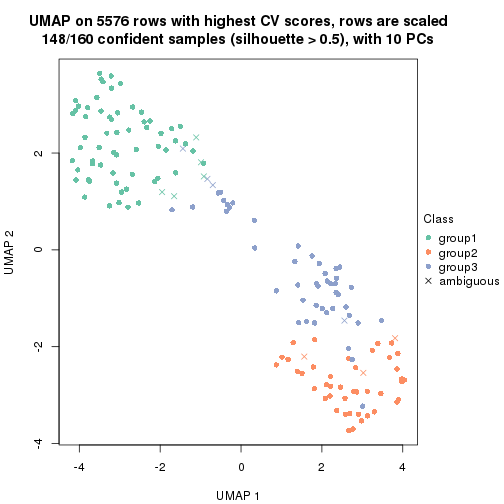 UMAP on 5576 rows with highest CV scores, rows are scaled
148/160 confident samples (silhouette > 0.5), with 10 PCs
2
0
-2
-4
UMAP 2
-4
-2
0
2
4
UMAP 1
Class
group1
group2
group3
ambiguous